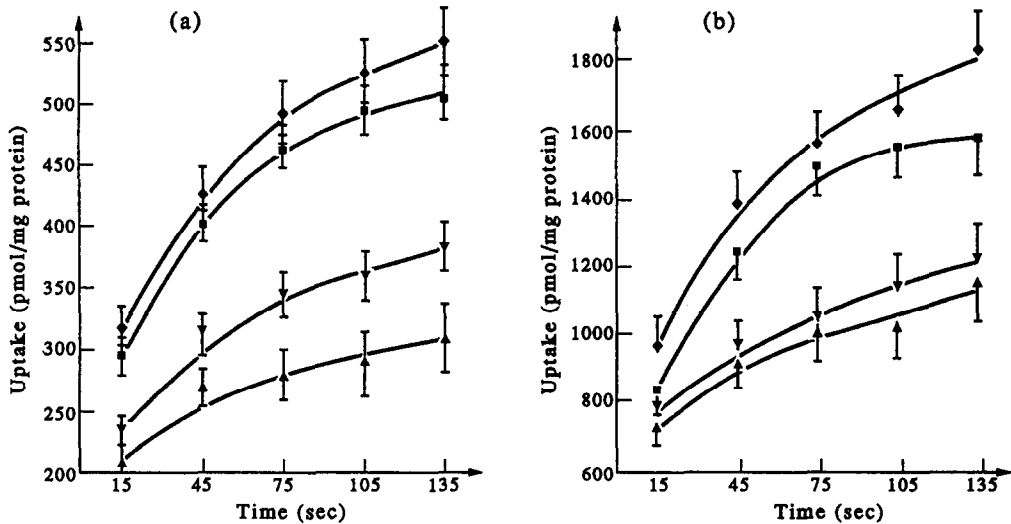 (a)
Uptake (pmol/mg protein)
550
500
450
400
350
300
250
200
15 45 75 105 135
Time (sec)
(b)
Uptake (pmol/mg protein)
1800
1600
1400
1200
1000
800
600
15 45 75 105 135
Time (sec)